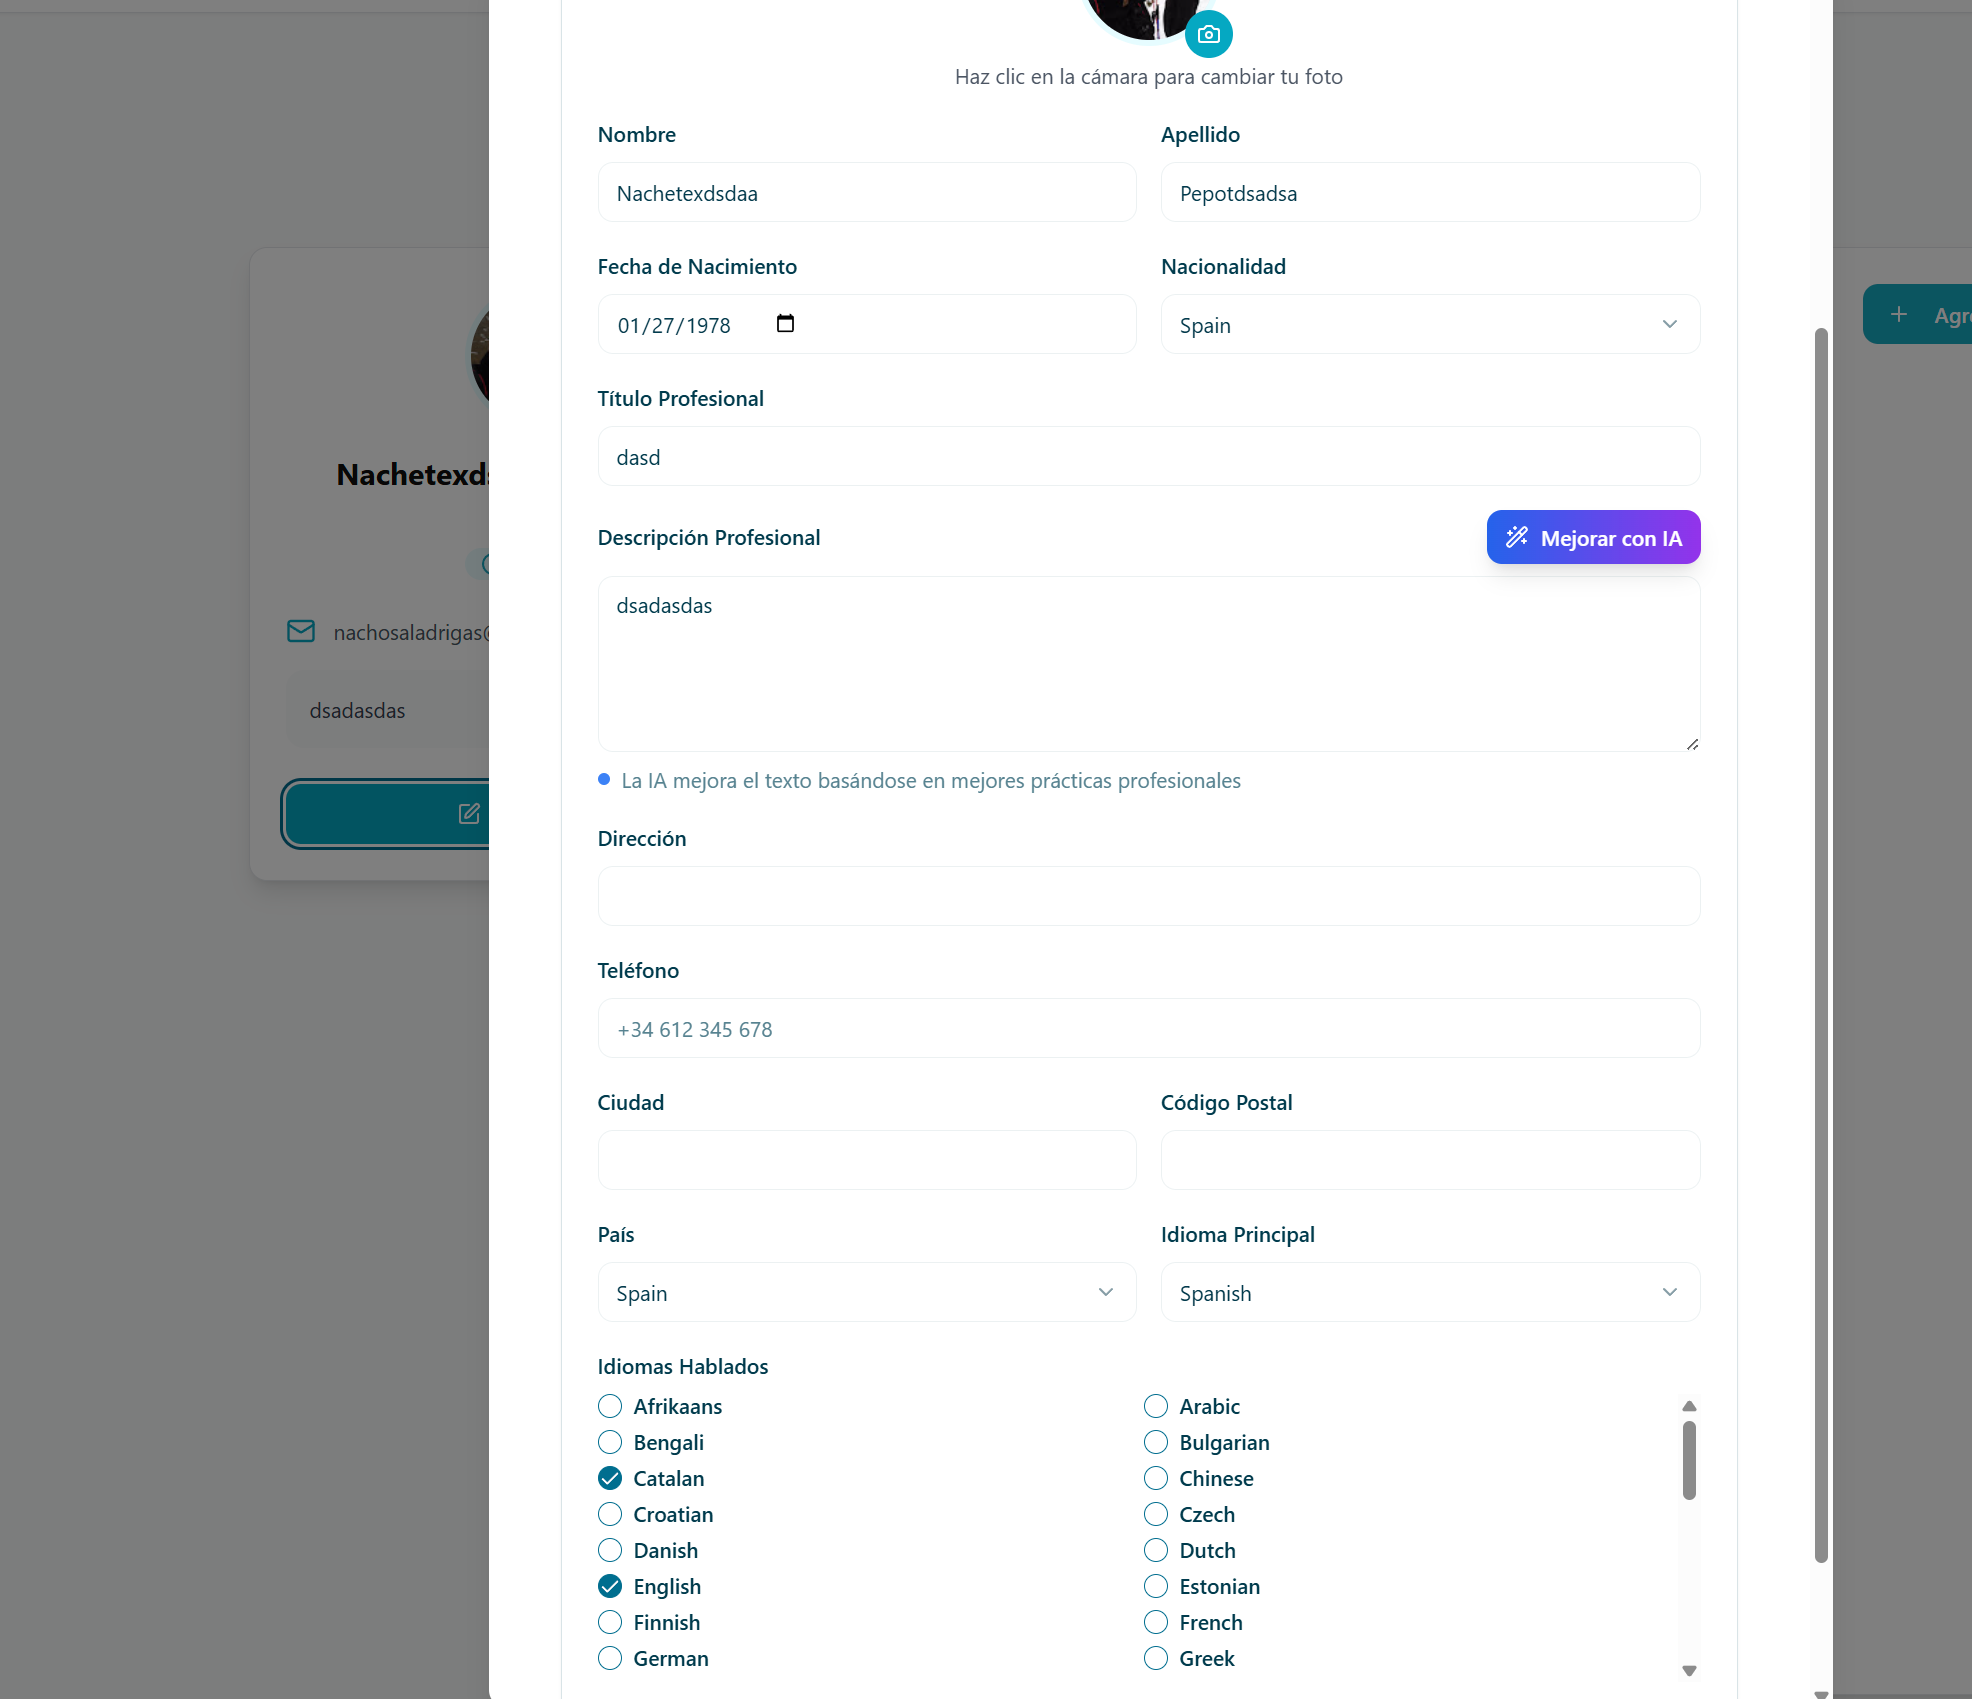 Haz clic en la cámara para cambiar tu foto
Nombre
Apellido
Nachetexdsdaa
Pepotdsadsa
Fecha de Nacimiento
Nacionalidad
01/27/1978
Spain
Agr
Título Profesional
dasd
Nachetexd
Descripción Profesional
Mejorar con IA
dsadasdas
nachosaladrigas@
dsadasdas
La IA mejora el texto basándose en mejores prácticas profesionales
Dirección
Teléfono
+34 612 345 678
Ciudad
Código Postal
País
Idioma Principal
Spain
Spanish
Idiomas Hablados
Afrikaans
Arabic
Bengali
Bulgarian
Catalan
Chinese
Croatian
Czech
Danish
Dutch
English
Estonian
Finnish
French
German
Greek